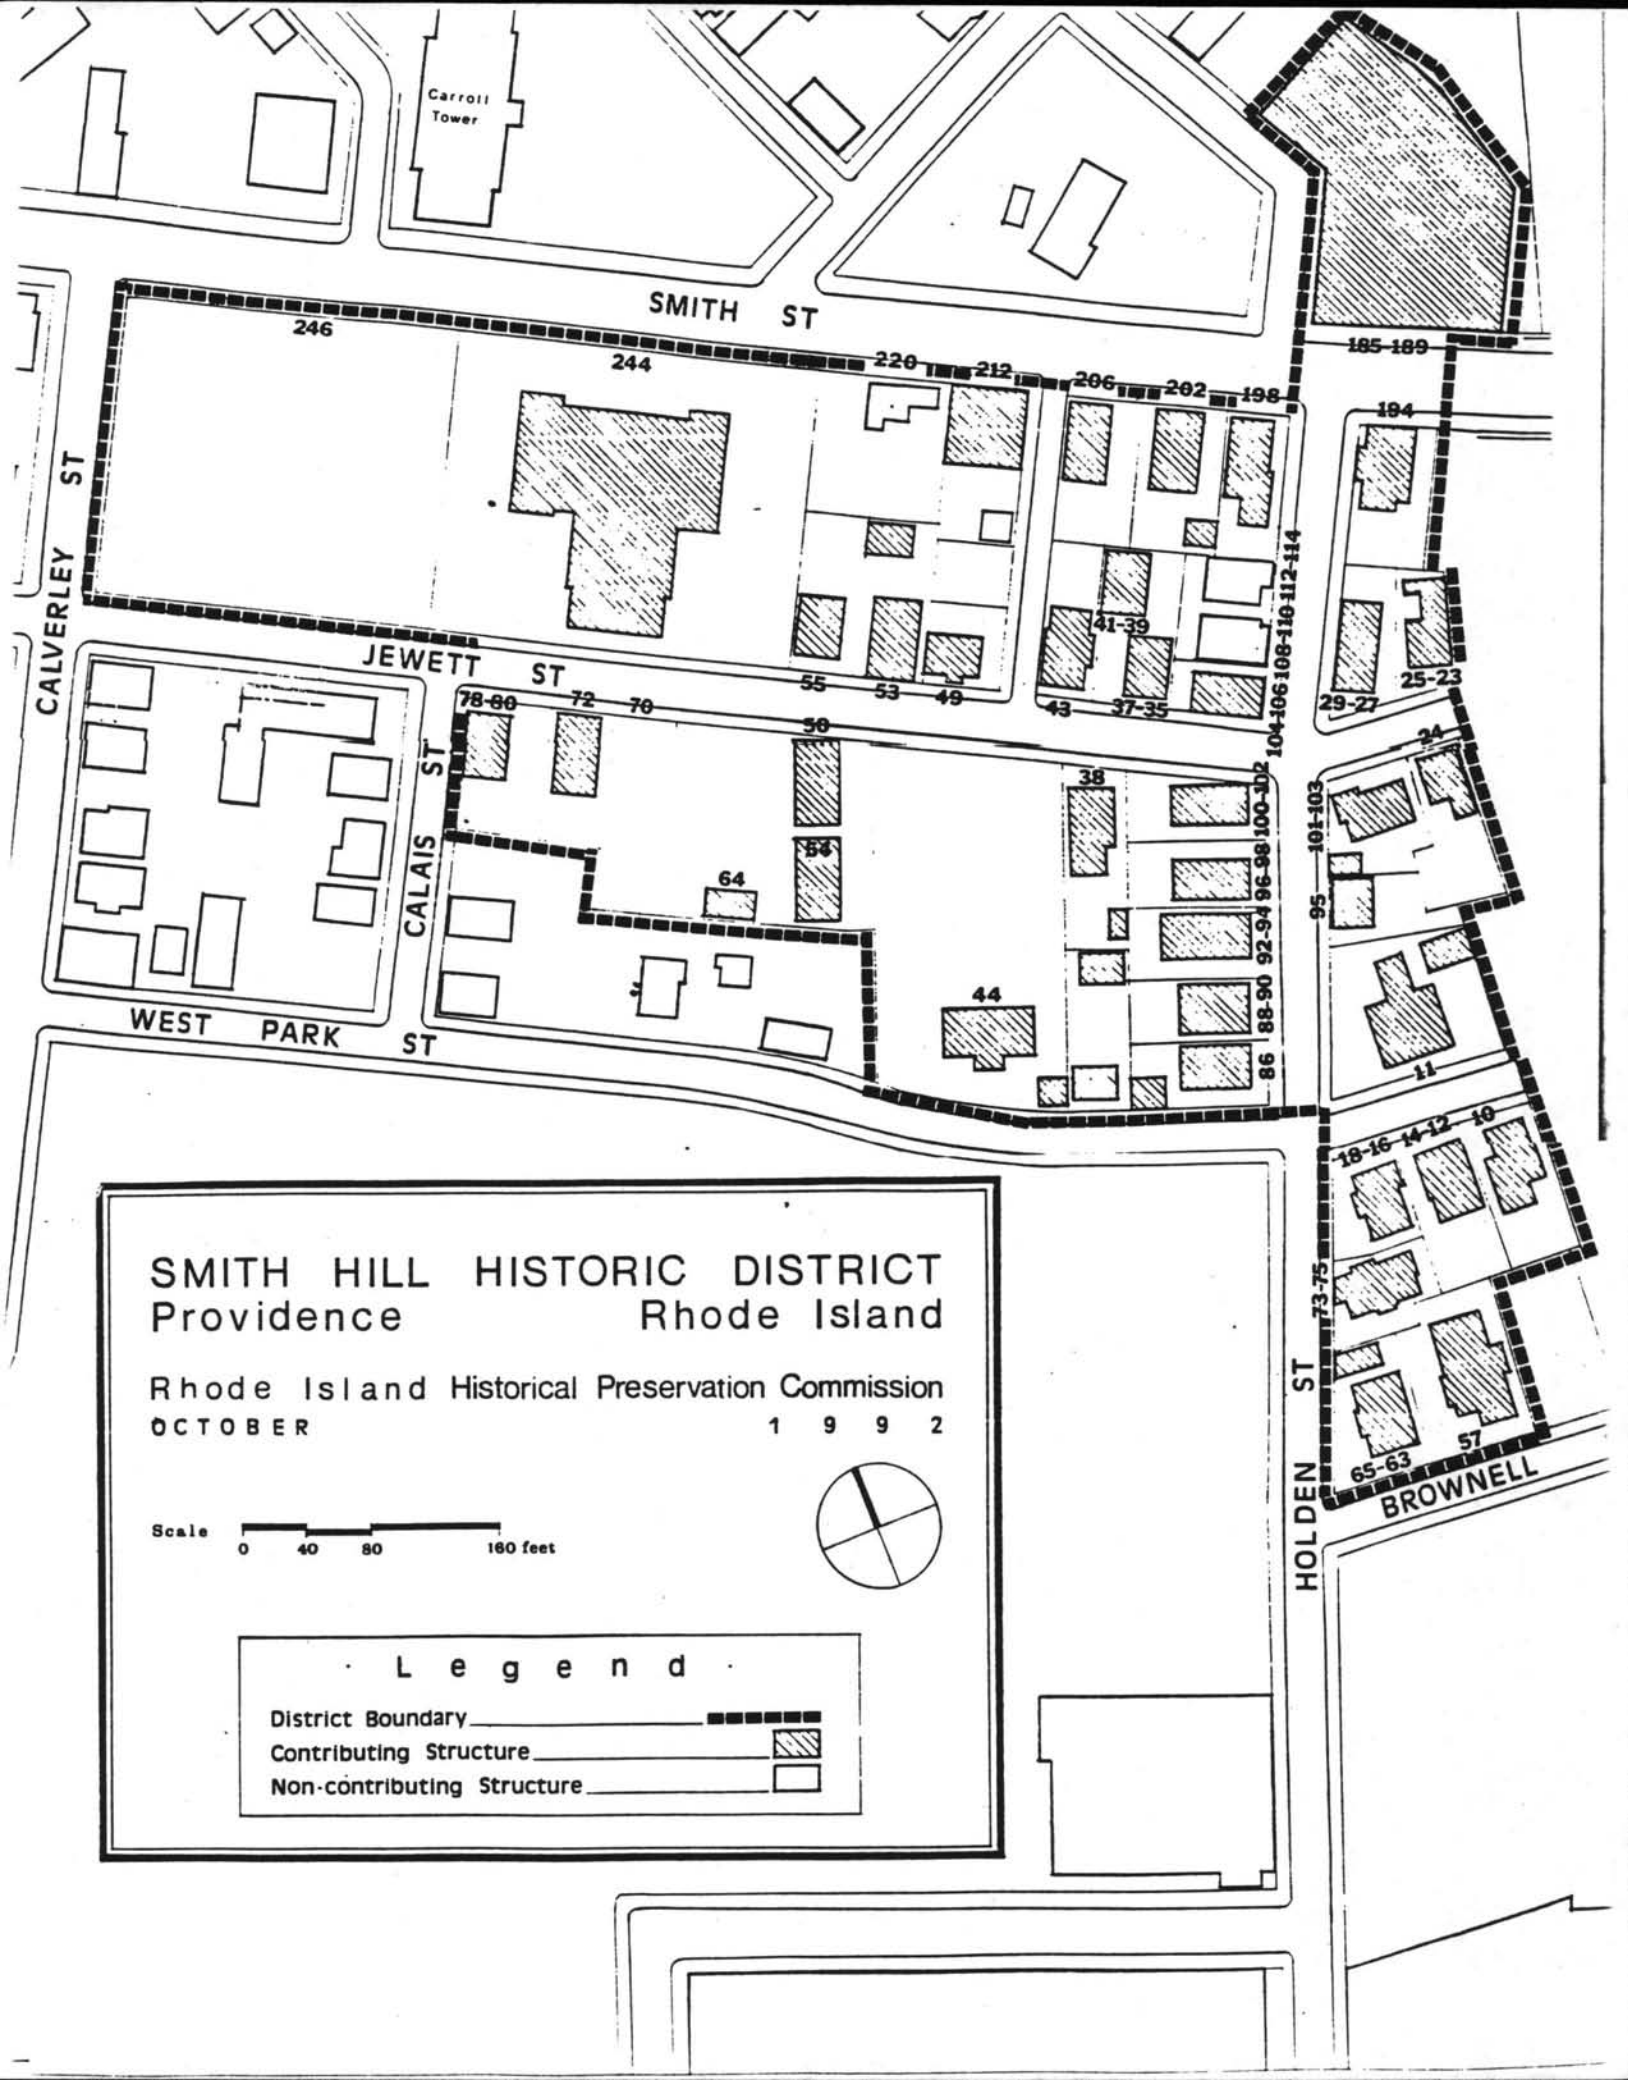 Carroll
Tower
SMITH ST
246
244
220
212
206
202
198
185-189
194
CALVERLEY ST
JEWETT ST
112-114
108-110
104-106
41-39
55
53
49
43
37-35
29-27
25-23
78-80
72
70
50
54
64
38
24
100-102
96-98
92-94
88-90
86
101-103
95
44
11
CALAIS ST
WEST PARK ST
18-16
14-12
10
73-75
65-63
57
HOLDEN ST
BROWNELL
SMITH HILL HISTORIC DISTRICT
Providence Rhode Island
Rhode Island Historical Preservation Commission
OCTOBER 1992
Scale
0 40 80 160 feet
Legend
District Boundary
Contributing Structure
Non-contributing Structure